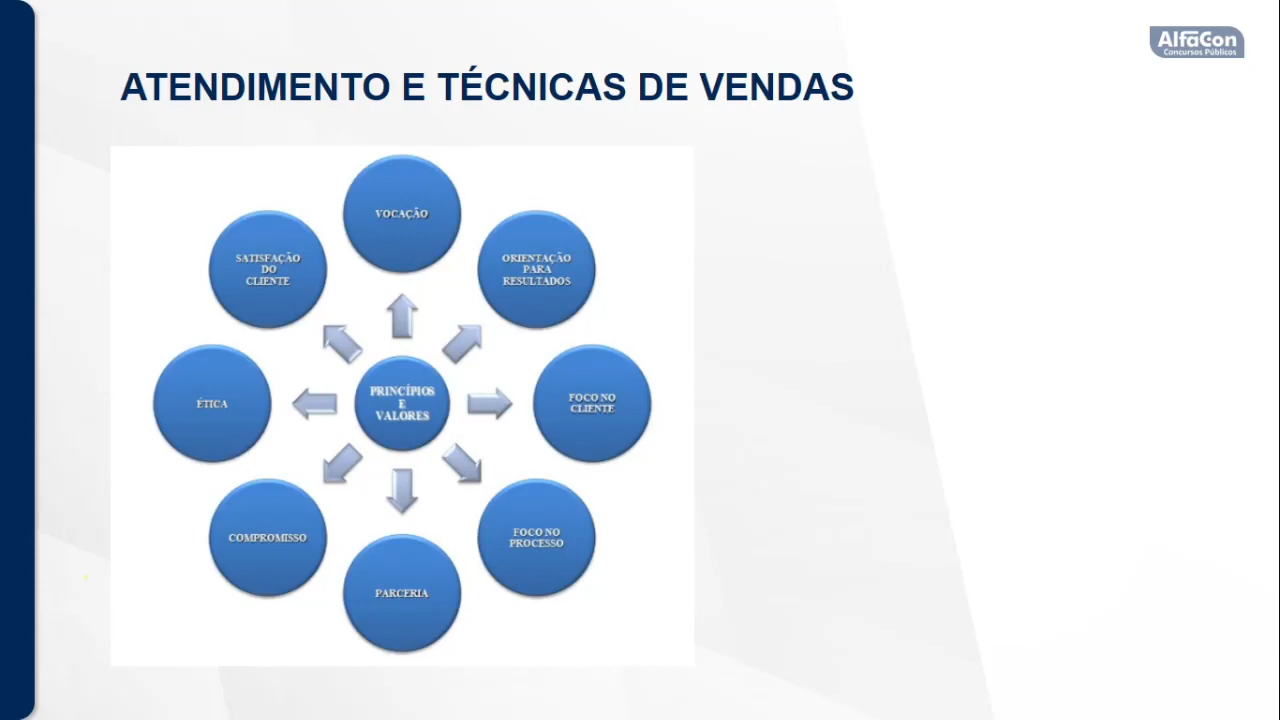 AlfaCon
Concursos Públicos
ATENDIMENTO E TÉCNICAS DE VENDAS
VOCAÇÃO
ORIENTAÇÃO
PARA
RESULTADOS
FOCO NO
CLIENTE
FOCO NO
PROCESSO
PARCERIA
COMPROMISSO
ÉTICA
SATISFAÇÃO
DO
CLIENTE
PRINCÍPIOS
E
VALORES